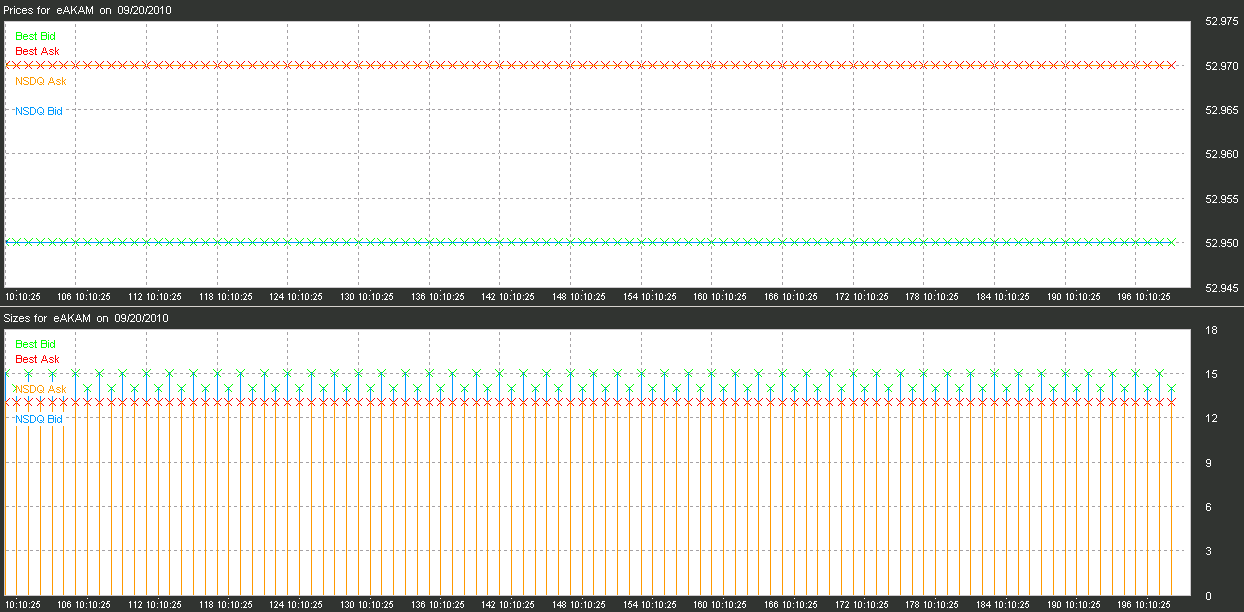 Prices for eAKAM on 09/20/2010
52.975
Best Bid
Best Ask
52.970
NSDQ Ask
NSDQ Bid
52.965
52.960
52.955
52.950
52.945
10:10:25 106 10:10:25 112 10:10:25 118 10:10:25 124 10:10:25 130 10:10:25 136 10:10:25 142 10:10:25 148 10:10:25 154 10:10:25 160 10:10:25 166 10:10:25 172 10:10:25 178 10:10:25 184 10:10:25 190 10:10:25 196 10:10:25
Sizes for eAKAM on 09/20/2010
18
Best Bid
Best Ask
15
NSDQ Ask
NSDQ Bid
12
9
6
3
0
10:10:25 106 10:10:25 112 10:10:25 118 10:10:25 124 10:10:25 130 10:10:25 136 10:10:25 142 10:10:25 148 10:10:25 154 10:10:25 160 10:10:25 166 10:10:25 172 10:10:25 178 10:10:25 184 10:10:25 190 10:10:25 196 10:10:25